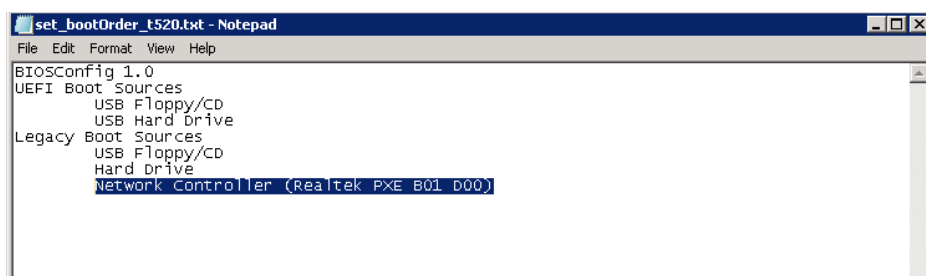 set_bootOrder_t520.txt - Notepad
File Edit Format View Help
BIOSConfig 1.0
UEFI Boot Sources
USB Floppy/CD
USB Hard Drive
Legacy Boot Sources
USB Floppy/CD
Hard Drive
Network Controller (Realtek PXE B01 D00)